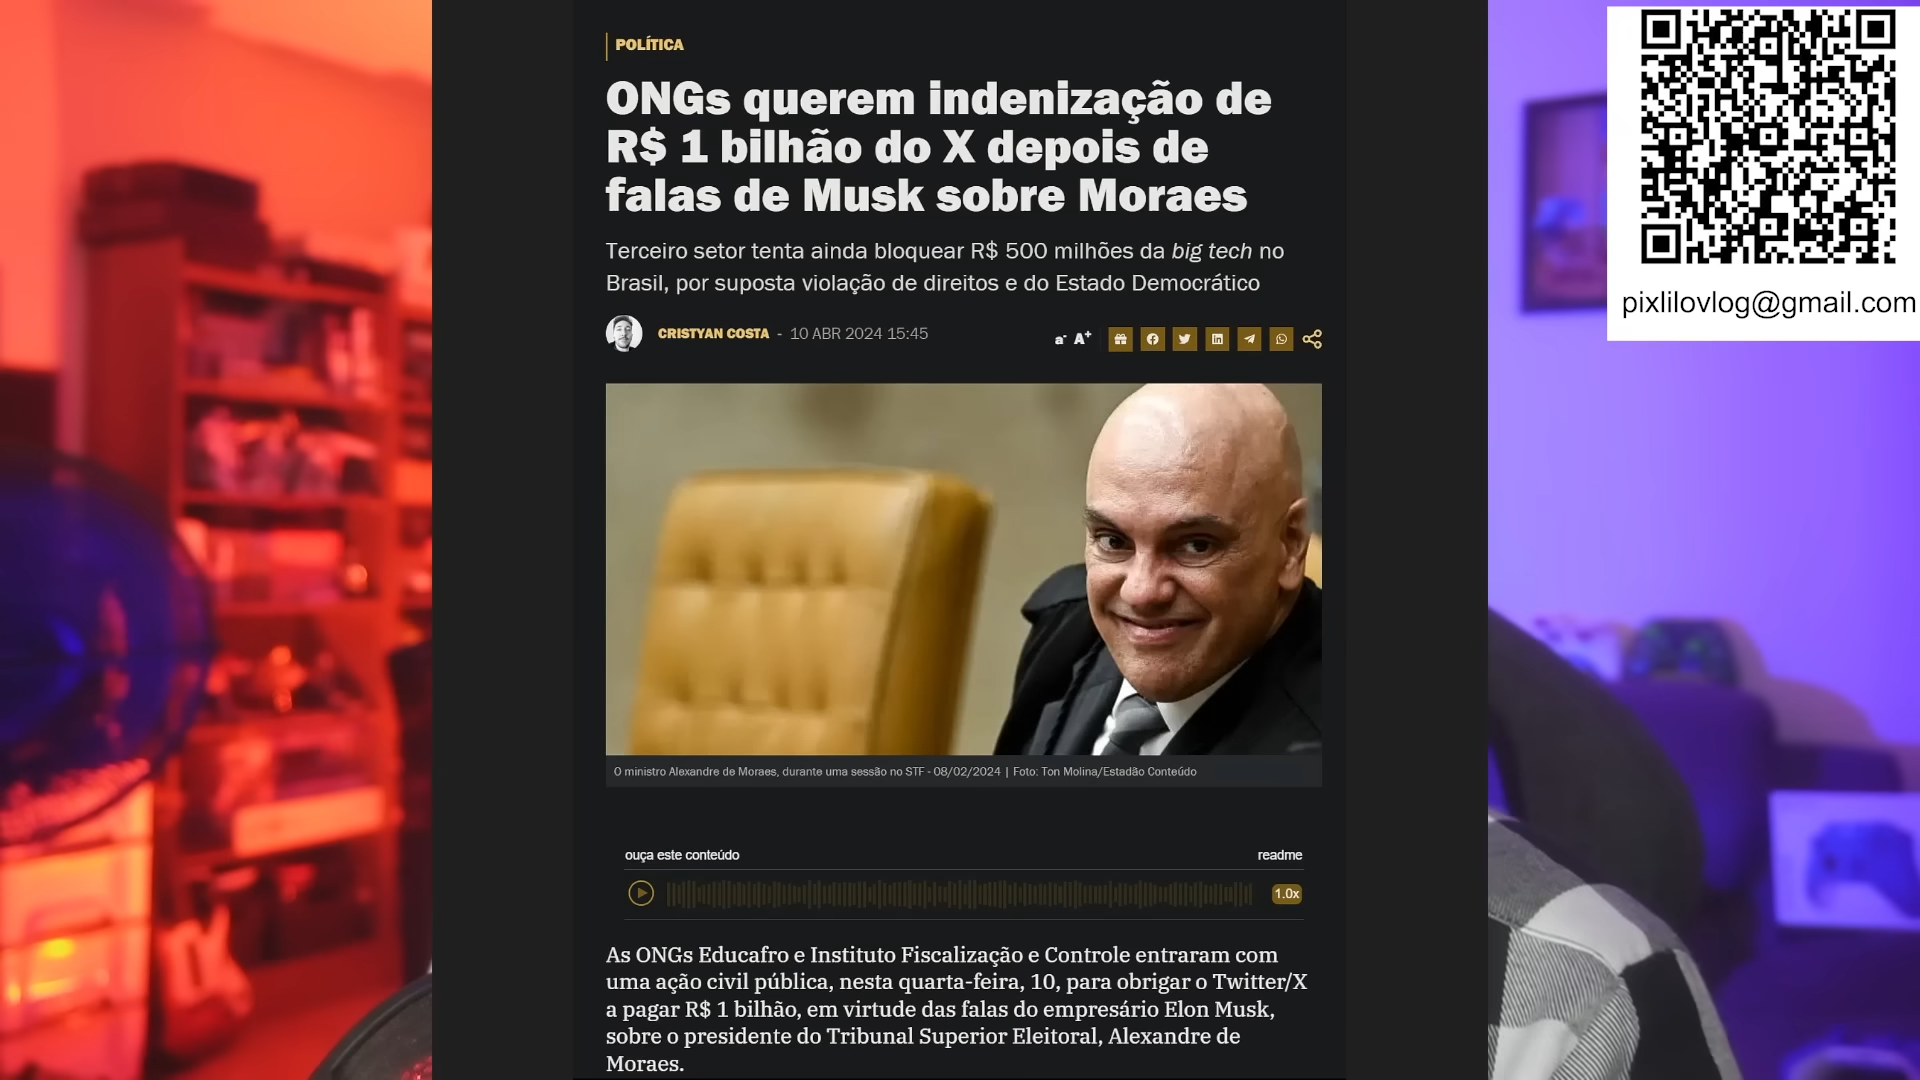 POLÍTICA
ONGs querem indenização de
R$ 1 bilhão do X depois de
falas de Musk sobre Moraes
Terceiro setor tenta ainda bloquear R$ 500 milhões da big tech no
Brasil, por suposta violação de direitos e do Estado Democrático
CRISTYAN COSTA - 10 ABR 2024 15:45
a- A+
O ministro Alexandre de Moraes, durante uma sessão no STF - 08/02/2024 | Foto: Ton Molina/Estadão Conteúdo
ouça este conteúdo
readme
1.0x
As ONGs Educafro e Instituto Fiscalização e Controle entraram com
uma ação civil pública, nesta quarta-feira, 10, para obrigar o Twitter/X
a pagar R$ 1 bilhão, em virtude das falas do empresário Elon Musk,
sobre o presidente do Tribunal Superior Eleitoral, Alexandre de
Moraes.
pixlilovlog@gmail.com